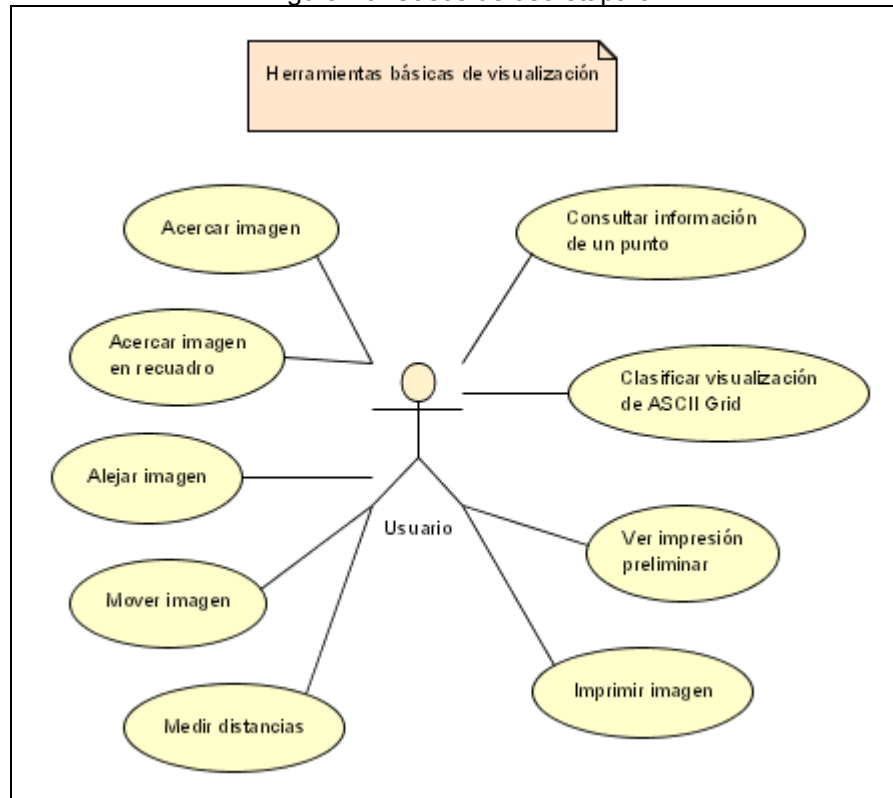 Herramientas básicas de visualización
Acercar imagen
Consultar información
de un punto
Acercar imagen
en recuadro
Clasificar visualización
de ASCII Grid
Alejar imagen
Usuario
Ver impresión
preliminar
Mover imagen
Imprimir imagen
Medir distancias